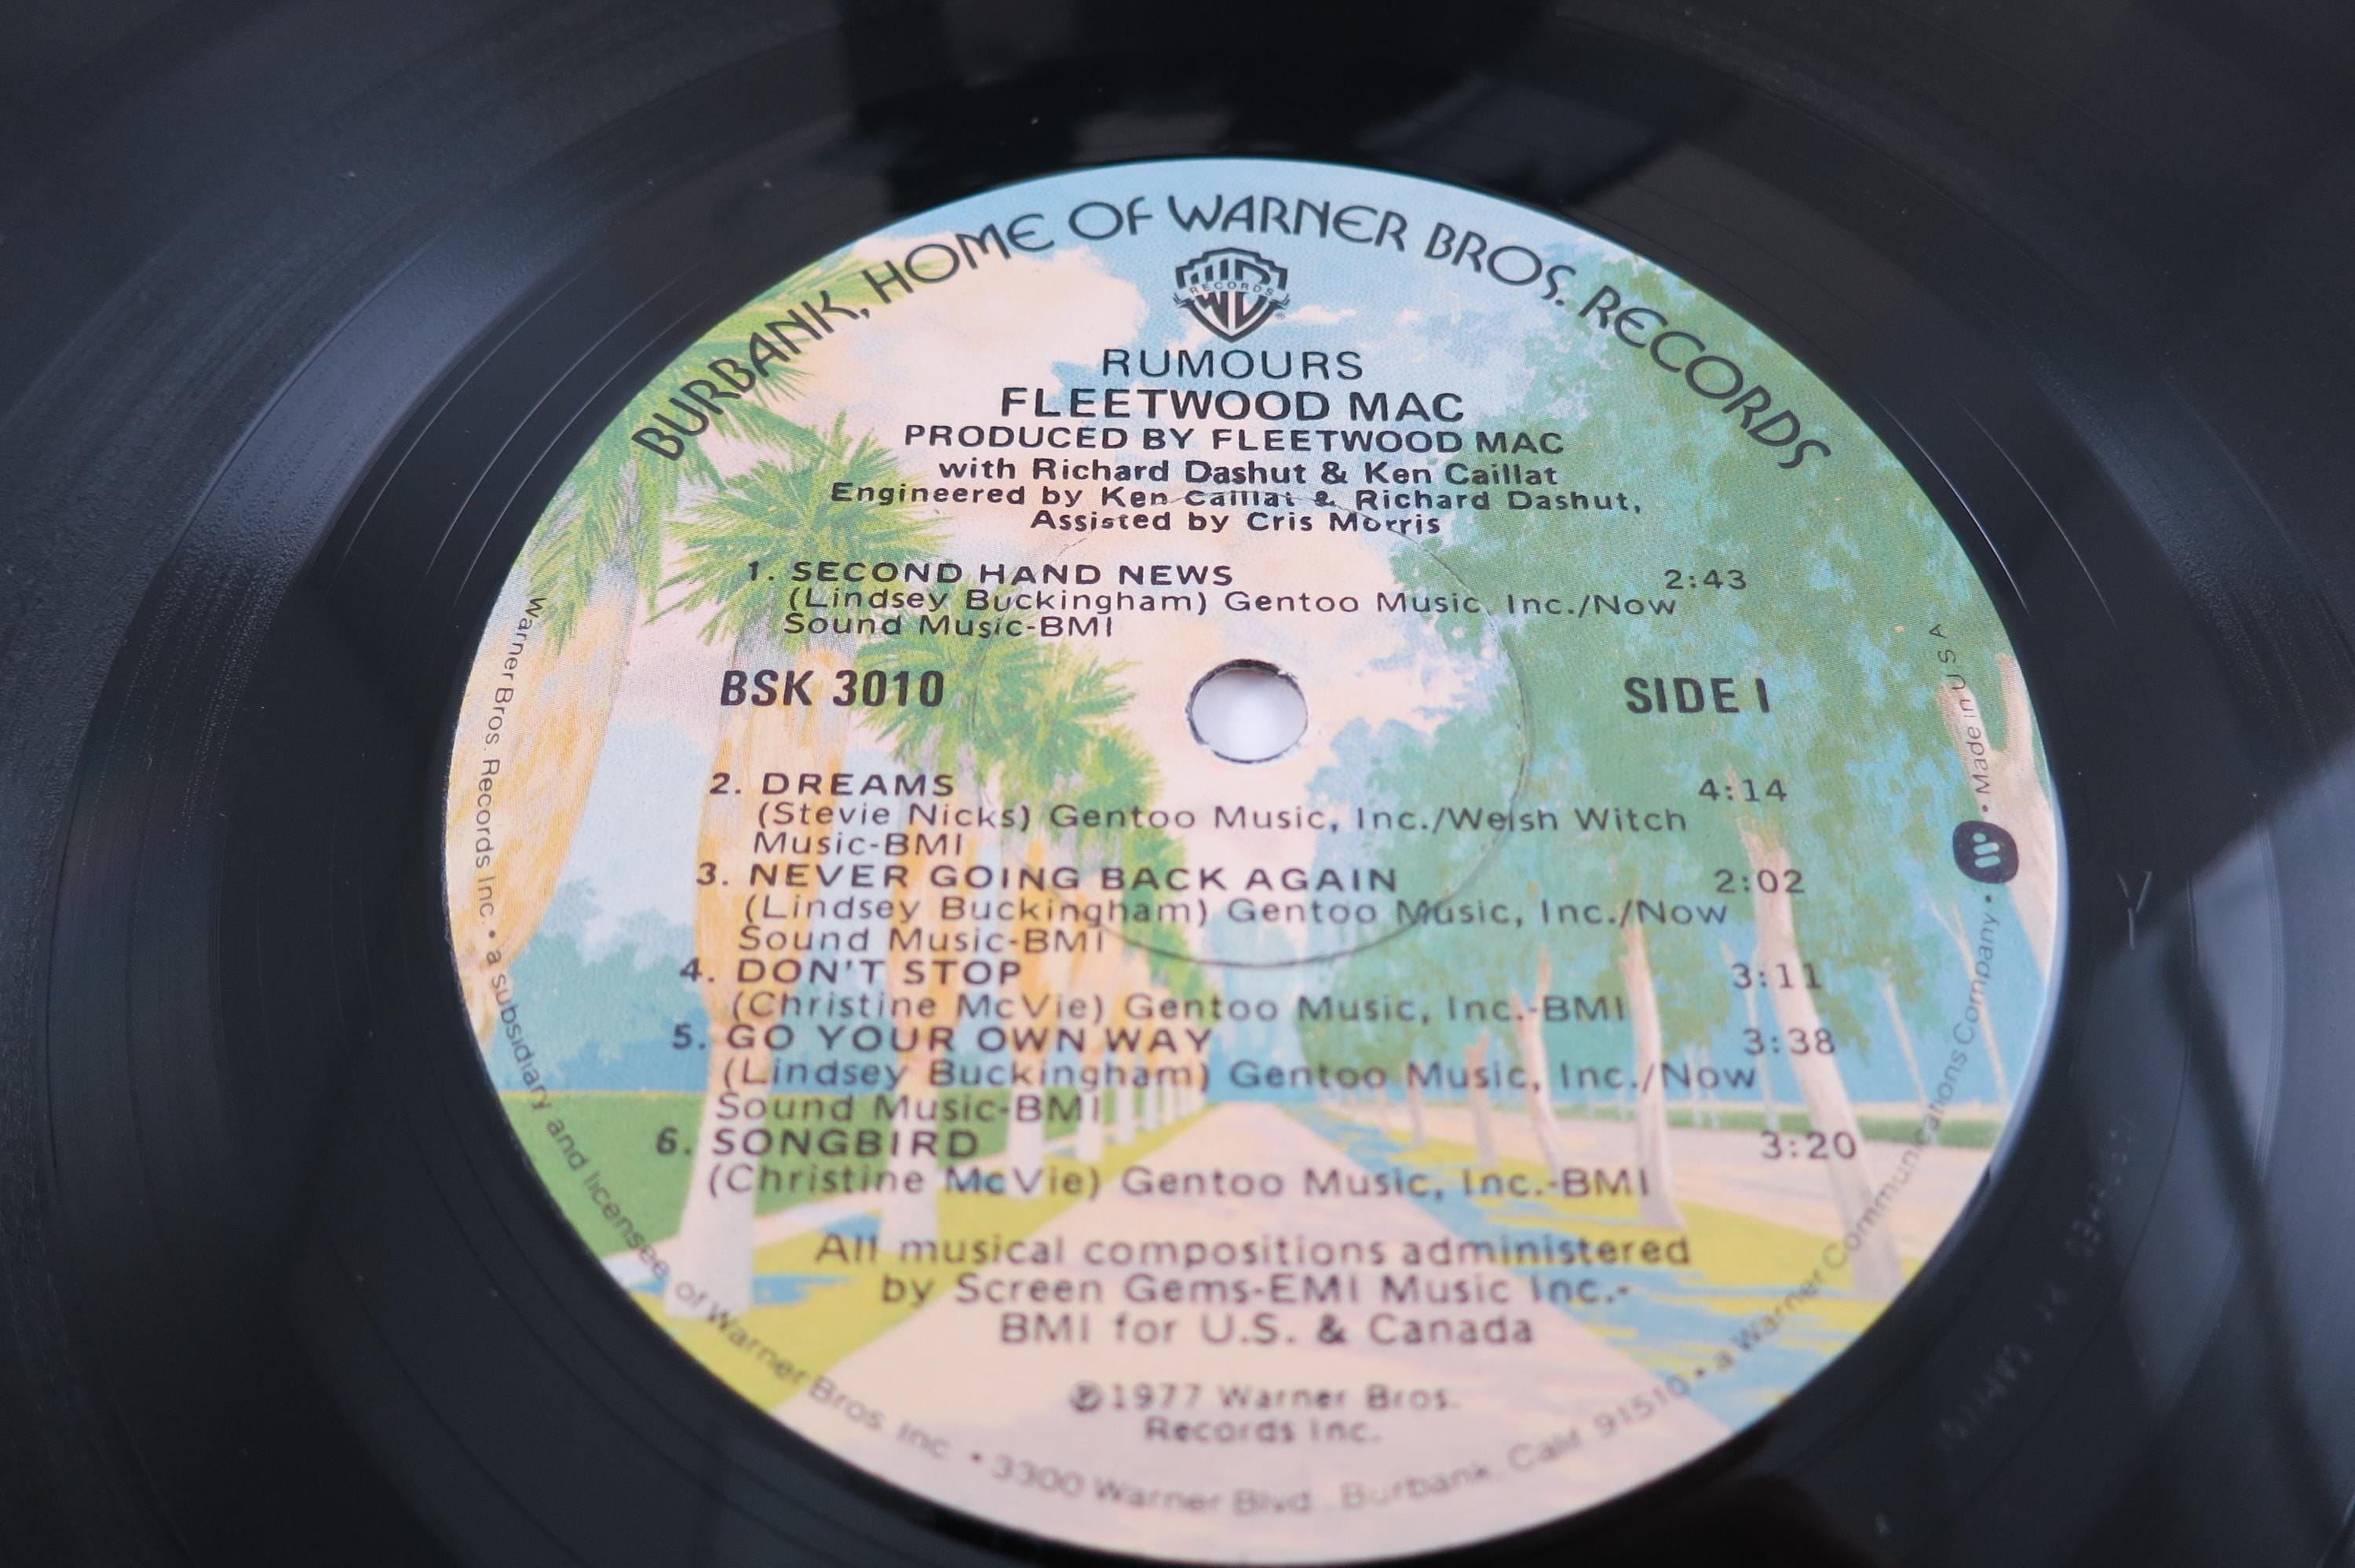 BURBANK, HOME OF WARNER BROS. RECORDS
RECORDS
RUMOURS
FLEETWOOD MAC
PRODUCED BY FLEETWOOD MAC
with Richard Dashut & Ken Caillat
Engineered by Ken Caillat & Richard Dashut,
Assisted by Cris Morris
1. SECOND HAND NEWS 2:43
(Lindsey Buckingham) Gentoo Music, Inc./Now
Sound Music-BMI
BSK 3010 SIDE 1
2. DREAMS 4:14
(Stevie Nicks) Gentoo Music, Inc./Welsh Witch
Music-BMI
3. NEVER GOING BACK AGAIN 2:02
(Lindsey Buckingham) Gentoo Music, Inc./Now
Sound Music-BMI
4. DON'T STOP 3:11
(Christine McVie) Gentoo Music, Inc.-BMI
5. GO YOUR OWN WAY 3:38
(Lindsey Buckingham) Gentoo Music, Inc./Now
Sound Music-BMI
6. SONGBIRD 3:20
(Christine McVie) Gentoo Music, Inc.-BMI
All musical compositions administered
by Screen Gems-EMI Music Inc.-
BMI for U.S. & Canada
℗1977 Warner Bros.
Records Inc.
Warner Bros. Records Inc. • a subsidiary and licensee of Warner Bros. Inc. • 3300 Warner Blvd., Burbank, Calif. 91510 • a Warner Communications Company • Made in U S A